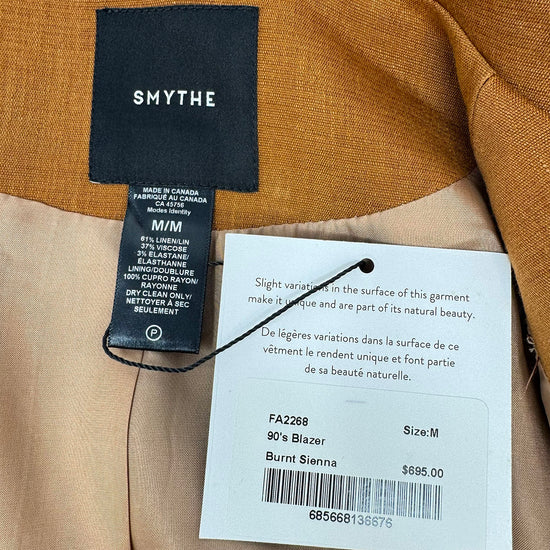 SMYTHE
MADE IN CANADA
FABRIQUÉ AU CANADA
CA 45756
Modes Identity
M/M
61% LINEN/LIN
37% VISCOSE
3% ELASTANE/
ÉLASTHANNE
LINING/DOUBLURE
100% CUPRO RAYON/
RAYONNE
DRY CLEAN ONLY/
NETTOYER À SEC
SEULEMENT
P
Slight variations in the surface of this garment
make it unique and are part of its natural beauty.
De légères variations dans la surface de ce
vêtement le rendent unique et font partie
de sa beauté naturelle.
FA2268
Size:M
90's Blazer
Burnt Sienna
$695.00
685668136676